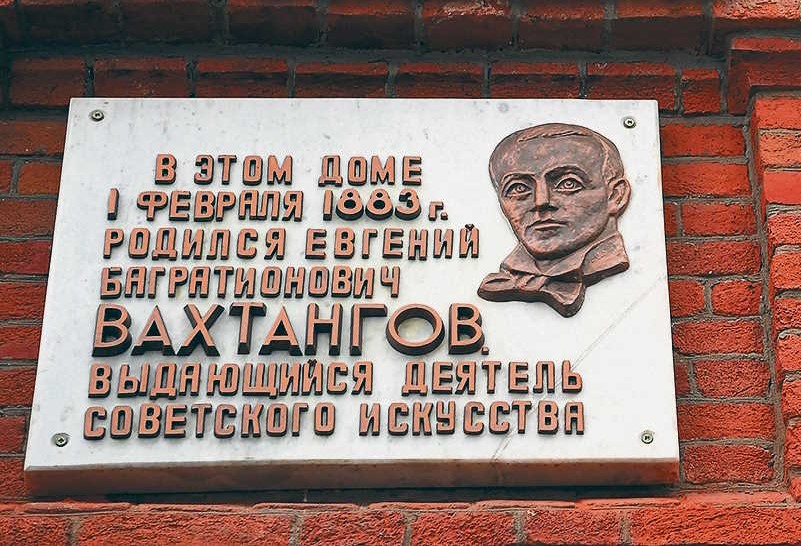 В ЭТОМ ДОМЕ
1 ФЕВРАЛЯ 1883 г.
РОДИЛСЯ ЕВГЕНИЙ
БАГРАТИОНОВИЧ
ВАХТАНГОВ.
ВЫДАЮЩИЙСЯ ДЕЯТЕЛЬ
СОВЕТСКОГО ИСКУССТВА